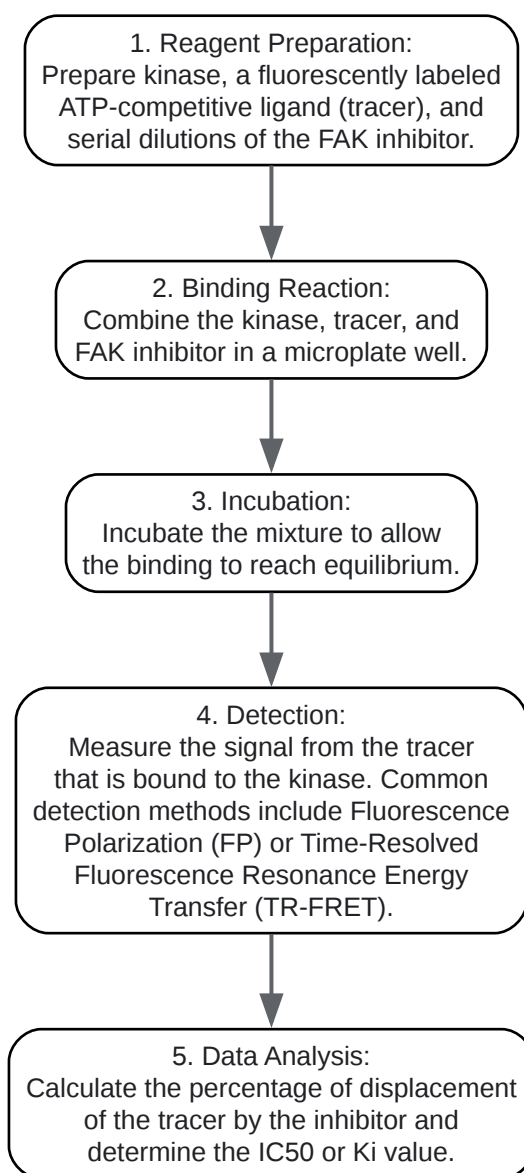 1. Reagent Preparation:
Prepare kinase, a fluorescently labeled
ATP-competitive ligand (tracer), and
serial dilutions of the FAK inhibitor.
2. Binding Reaction:
Combine the kinase, tracer, and
FAK inhibitor in a microplate well.
3. Incubation:
Incubate the mixture to allow
the binding to reach equilibrium.
4. Detection:
Measure the signal from the tracer
that is bound to the kinase. Common
detection methods include Fluorescence
Polarization (FP) or Time-Resolved
Fluorescence Resonance Energy
Transfer (TR-FRET).
5. Data Analysis:
Calculate the percentage of displacement
of the tracer by the inhibitor and
determine the IC50 or Ki value.